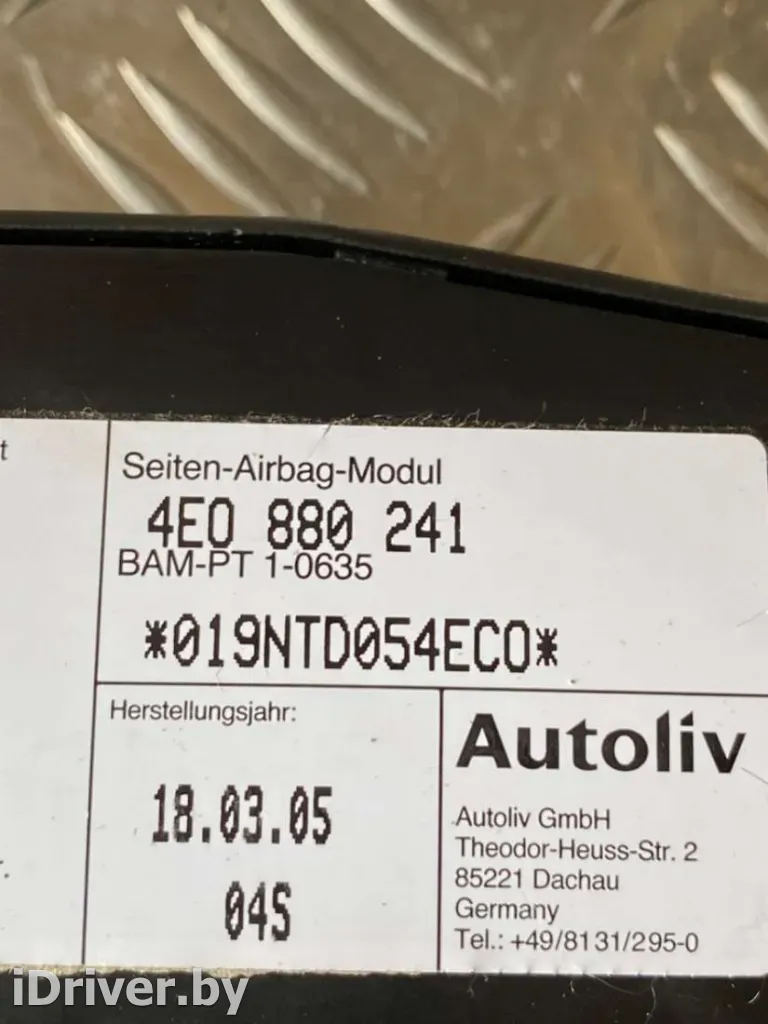 t
Seiten-Airbag-Modul
4E0 880 241
BAM-PT 1-0635
*019NTD054ECO*
Herstellungsjahr:
18.03.05
04S
r.
Autoliv
Autoliv GmbH
Theodor-Heuss-Str. 2
85221 Dachau
Germany
Tel.: +49/8131/295-0
iDriver.by